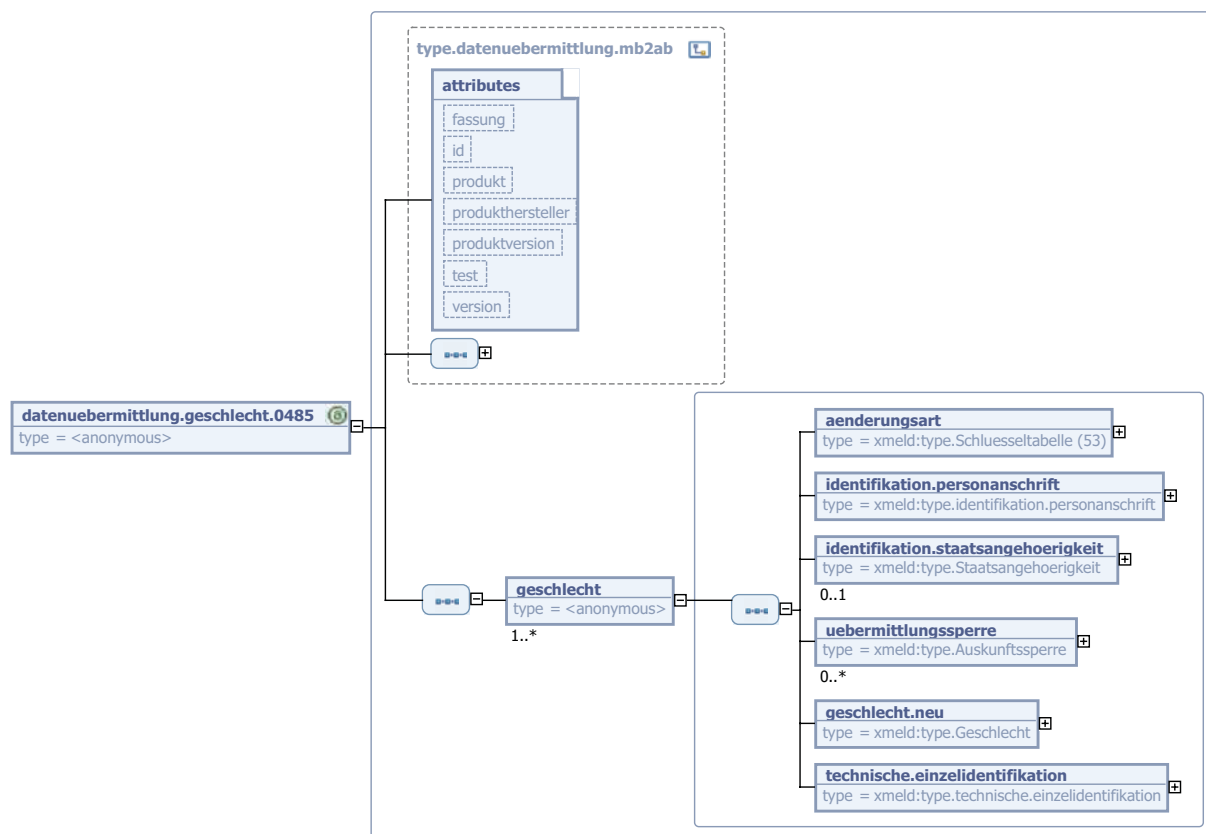 type.datenuebermittlung.mb2ab
attributes
fassung
id
produkt
produkthersteller
produktversion
test
version
datenuebermittlung.geschlecht.0485
type = <anonymous>
geschlecht
type = <anonymous>
1..*
aenderungsart
type = xmeld:type.Schluesseltabelle (53)
identifikation.personanschrift
type = xmeld:type.identifikation.personanschrift
identifikation.staatsangehoerigkeit
type = xmeld:type.Staatsangehoerigkeit
0..1
uebermittlungssperre
type = xmeld:type.Auskunftssperre
0..*
geschlecht.neu
type = xmeld:type.Geschlecht
technische.einzelidentifikation
type = xmeld:type.technische.einzelidentifikation